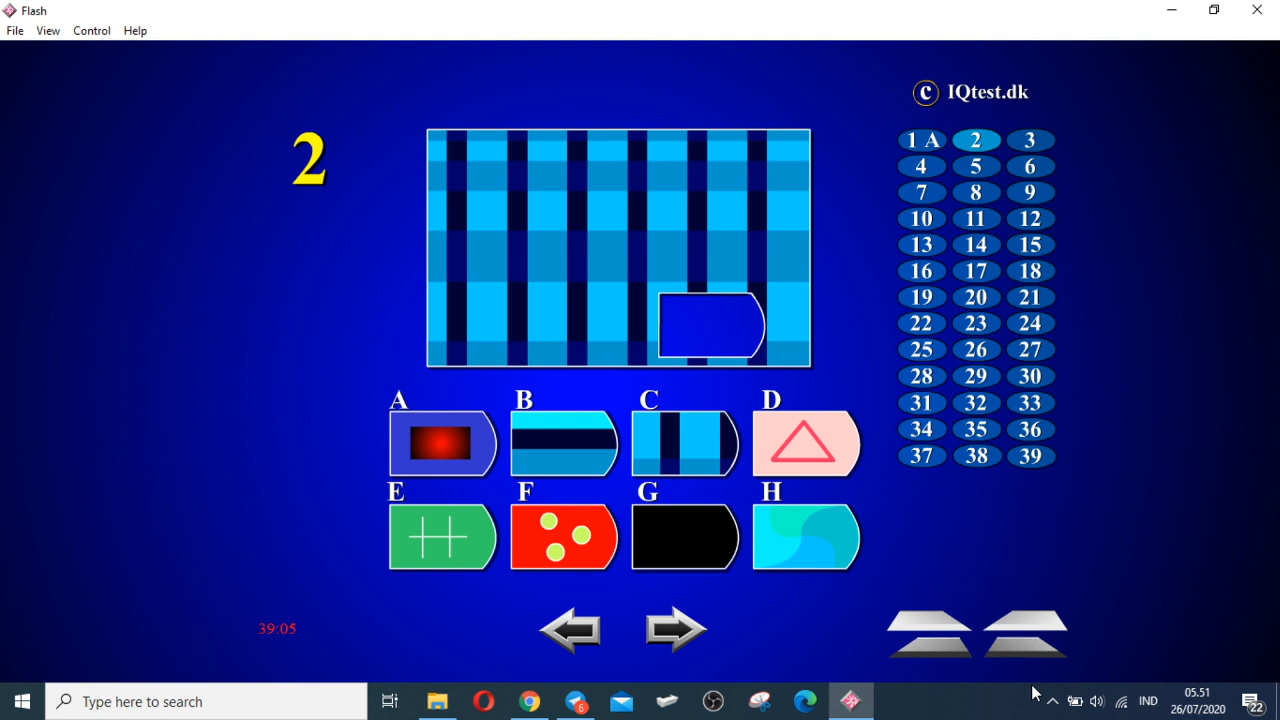 Flash
File View Control Help
c IQtest.dk
2
1 A 2 3
4 5 6
7 8 9
10 11 12
13 14 15
16 17 18
19 20 21
22 23 24
25 26 27
28 29 30
31 32 33
34 35 36
37 38 39
A B C D
E F G H
39:05
Type here to search
6
IND
05.51
26/07/2020
22